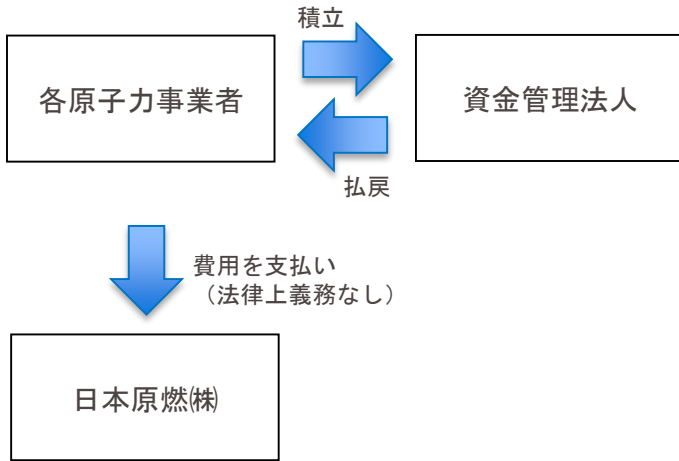 積立
各原子力事業者
資金管理法人
払戻
費用を支払い
（法律上義務なし）
日本原燃㈱